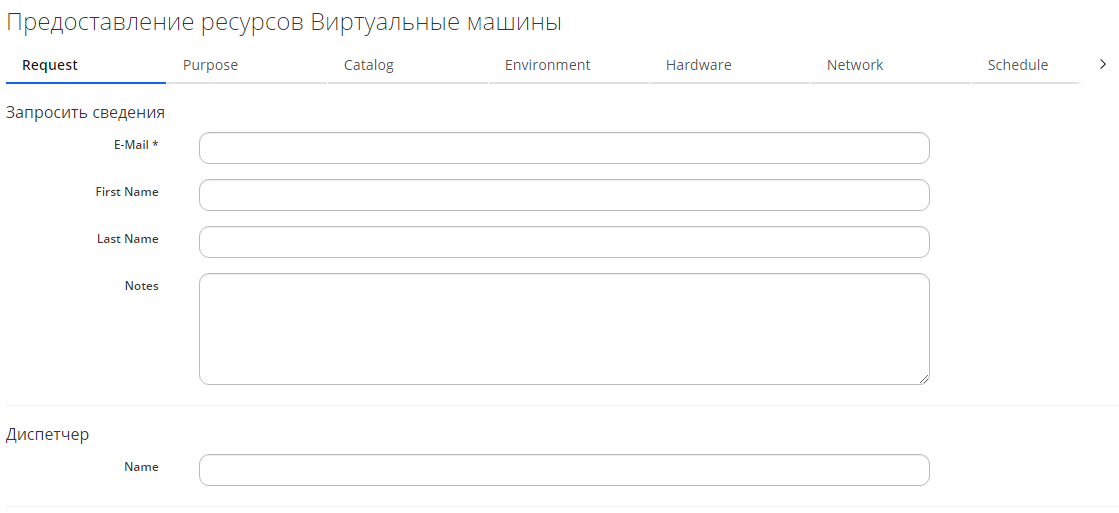 Предоставление ресурсов Виртуальные машины
Request Purpose Catalog Environment Hardware Network Schedule
Запросить сведения
E-Mail *
First Name
Last Name
Notes
Диспетчер
Name